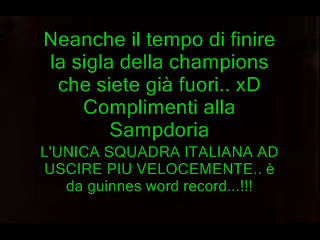 Neanche il tempo di finire
la sigla della champions
che siete già fuori.. xD
Complimenti alla
Sampdoria
L'UNICA SQUADRA ITALIANA AD
USCIRE PIU VELOCEMENTE.. è
da guinnes word record...!!!